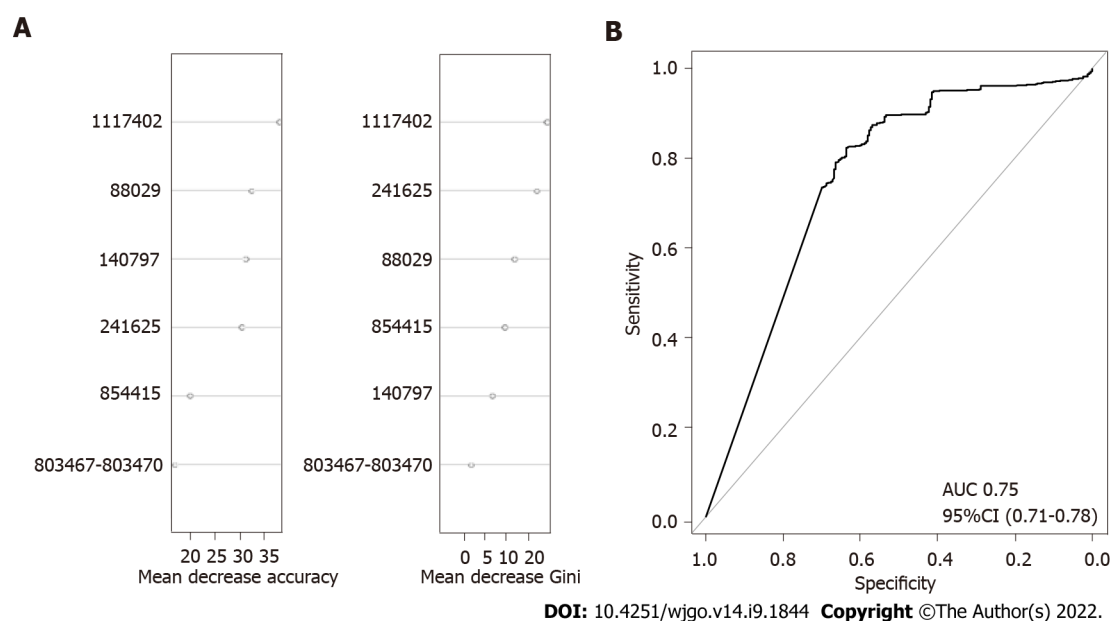 A
1117402
88029
140797
241625
854415
803467-803470
20 25 30 35
Mean decrease accuracy
1117402
241625
88029
854415
140797
803467-803470
0 5 10 20
Mean decrease Gini
B
1.0
0.8
0.6
0.4
0.2
0.0
Sensitivity
AUC 0.75
95%CI (0.71-0.78)
1.0 0.8 0.6 0.4 0.2 0.0
Specificity
DOI: 10.4251/wjgo.v14.i9.1844 Copyright ©The Author(s) 2022.